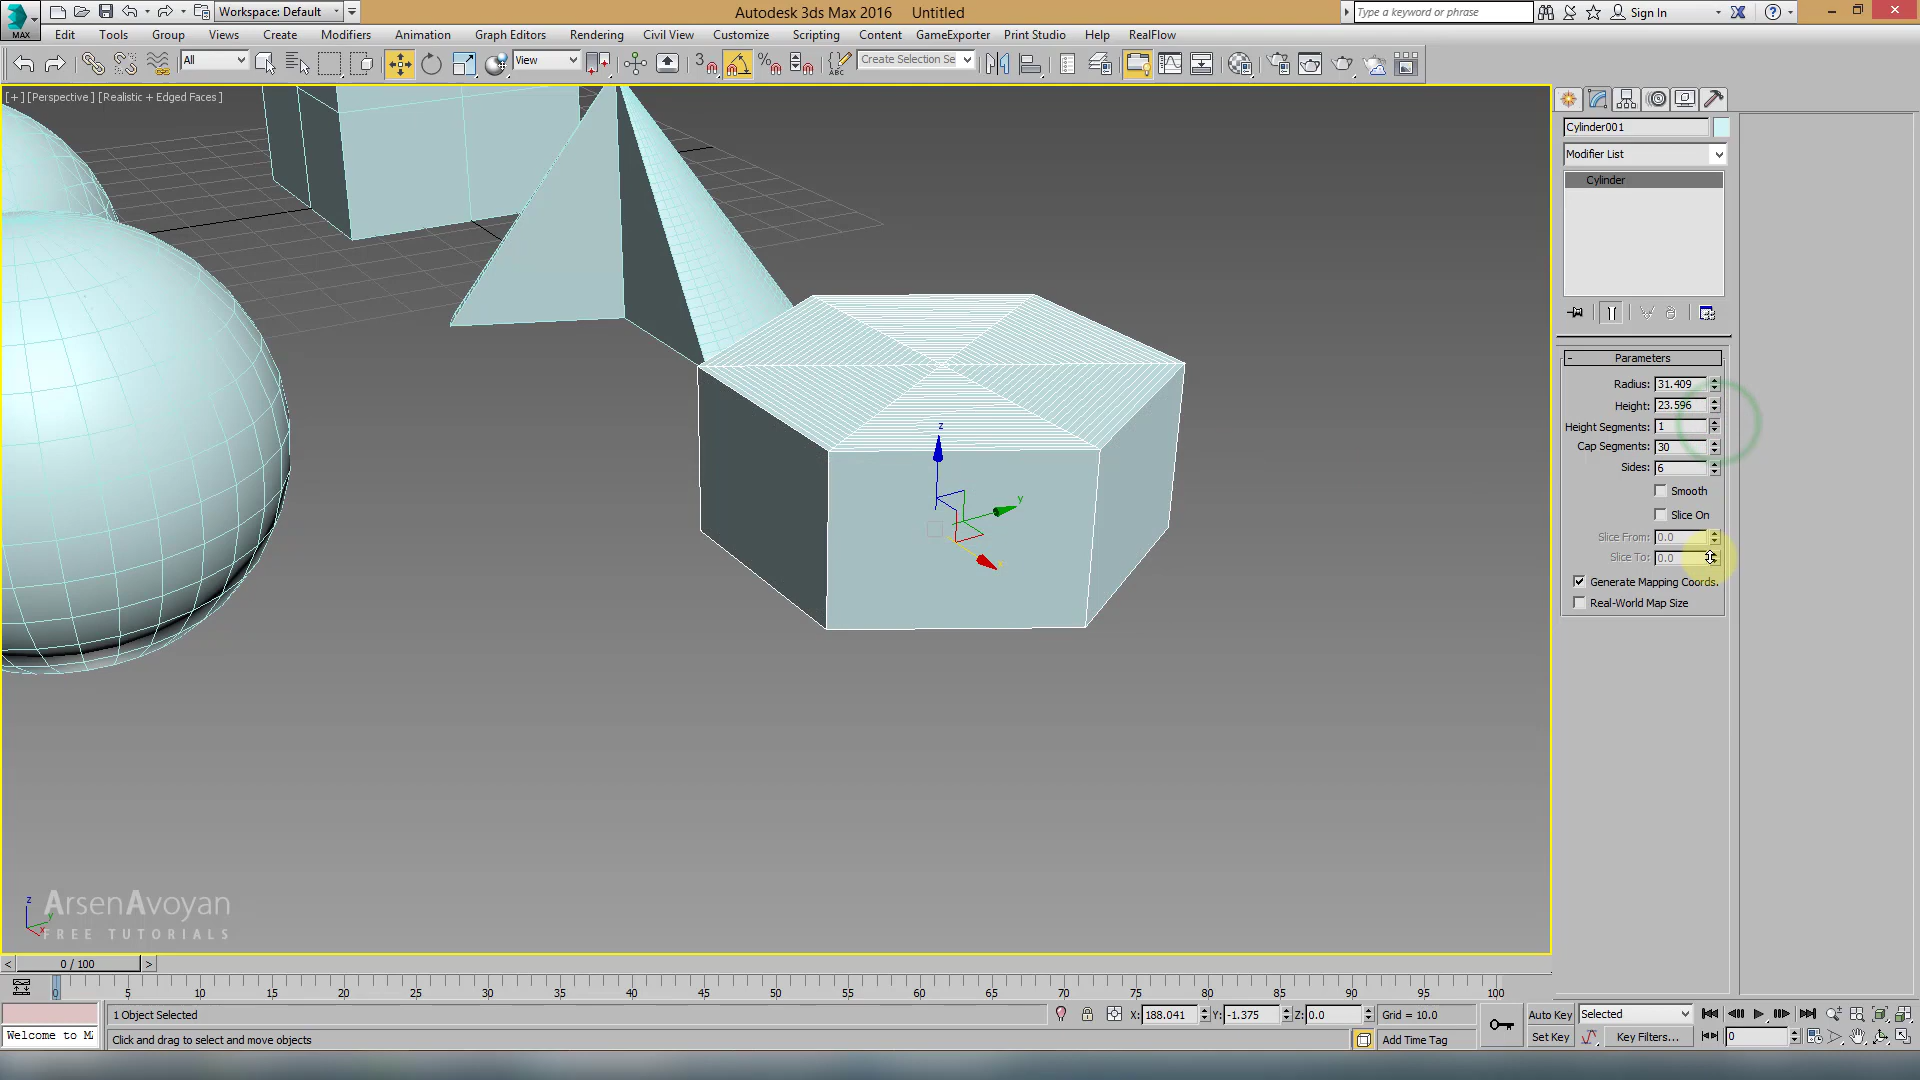 Autodesk 3ds Max 2016 Untitled
Workspace: Default
Type a keyword or phrase
Sign In
MAX
Edit Tools Group Views Create Modifiers Animation Graph Editors Rendering Civil View Customize Scripting Content GameExporter Print Studio Help RealFlow
All
View
3
ABC
Create Selection Se
[+] [Perspective ] [Realistic + Edged Faces ]
Cylinder001
Modifier List
Cylinder
- Parameters
Radius: 31.409
Height: 23.596
Height Segments: 1
Cap Segments: 30
Sides: 6
Smooth
Slice On
Slice From: 0.0
Slice To: 0.0
Generate Mapping Coords.
Real-World Map Size
z
y
x
z
y
x
ArsenAvoyan
FREE TUTORIALS
< 0 / 100 >
0 5 10 15 20 25 30 35 40 45 50 55 60 65 70 75 80 85 90 95 100
1 Object Selected
X: 188.041 Y: -1.375 Z: 0.0
Grid = 10.0
Auto Key
Selected
Welcome to M
Click and drag to select and move objects
Add Time Tag
Set Key
Key Filters...
0